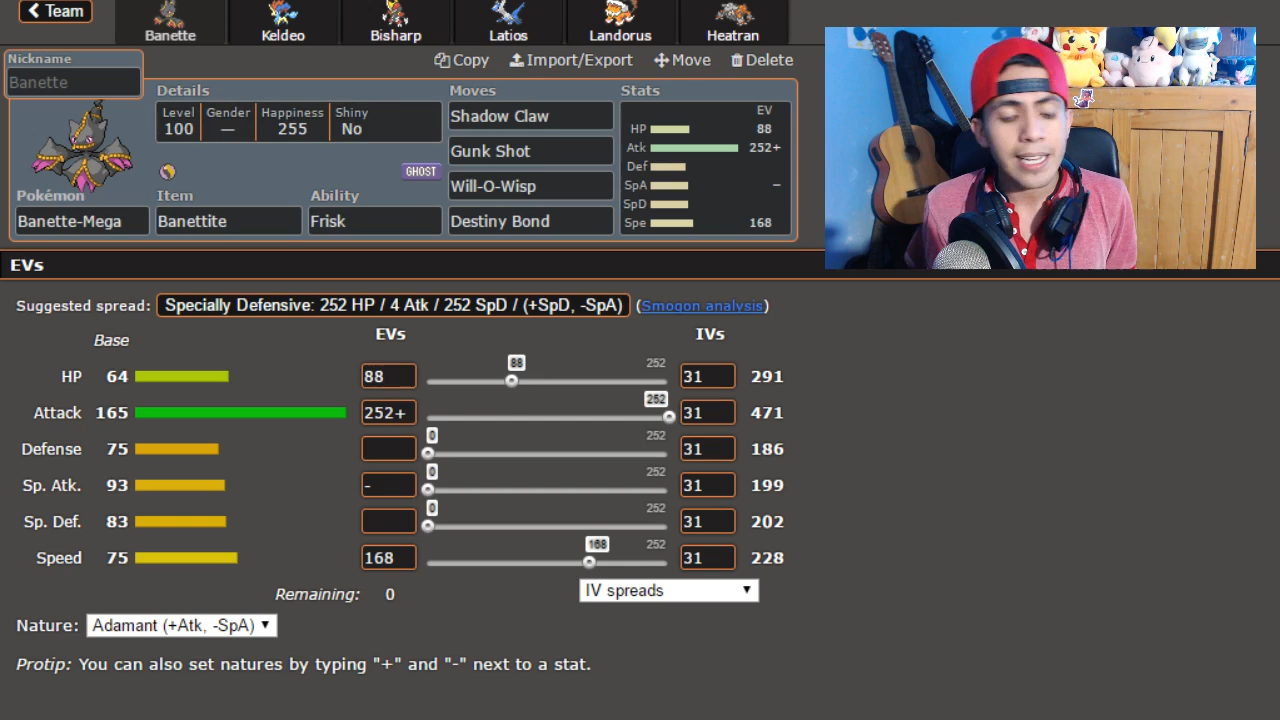 < Team
Banette
Keldeo
Bisharp
Latios
Landorus
Heatran
Nickname
Banette
Copy
Import/Export
Move
Delete
Details
Level
100
Gender
—
Happiness
255
Shiny
No
GHOST
Pokémon
Banette-Mega
Item
Banettite
Ability
Frisk
Moves
Shadow Claw
Gunk Shot
Will-O-Wisp
Destiny Bond
Stats
EV
HP 88
Atk 252+
Def
SpA −
SpD
Spe 168
EVs
Suggested spread: Specially Defensive: 252 HP / 4 Atk / 252 SpD / (+SpD, -SpA) (Smogon analysis)
Base EVs IVs
HP 64 88 88 252 31 291
Attack 165 252+ 252 31 471
Defense 75 0 252 31 186
Sp. Atk. 93 - 0 252 31 199
Sp. Def. 83 0 252 31 202
Speed 75 168 168 252 31 228
Remaining: 0
IV spreads
Nature: Adamant (+Atk, -SpA)
Protip: You can also set natures by typing "+" and "-" next to a stat.